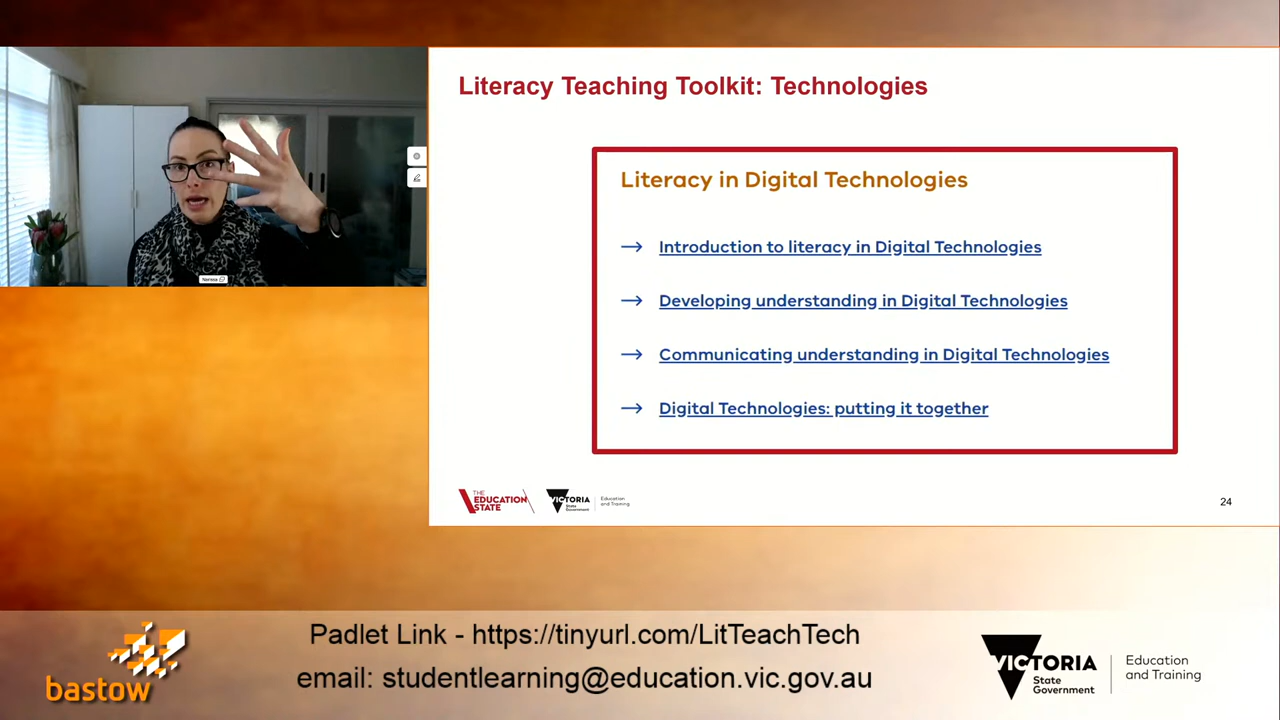 Literacy Teaching Toolkit: Technologies
Literacy in Digital Technologies
→ Introduction to literacy in Digital Technologies
→ Developing understanding in Digital Technologies
→ Communicating understanding in Digital Technologies
→ Digital Technologies: putting it together
Nerissa
THE
EDUCATION
STATE
VICTORIA
State
Government
Education
and Training
24
bastow
Padlet Link - https://tinyurl.com/LitTeachTech
email: studentlearning@education.vic.gov.au
VICTORIA
State
Government
Education
and Training